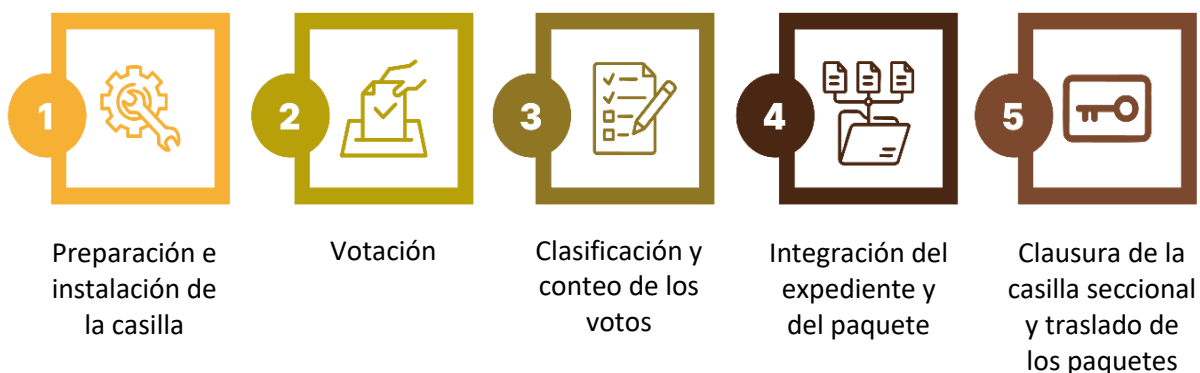 1
Preparación e
instalación de
la casilla
2
Votación
3
Clasificación y
conteo de los
votos
4
Integración del
expediente y
del paquete
5
Clausura de la
casilla seccional
y traslado de
los paquetes